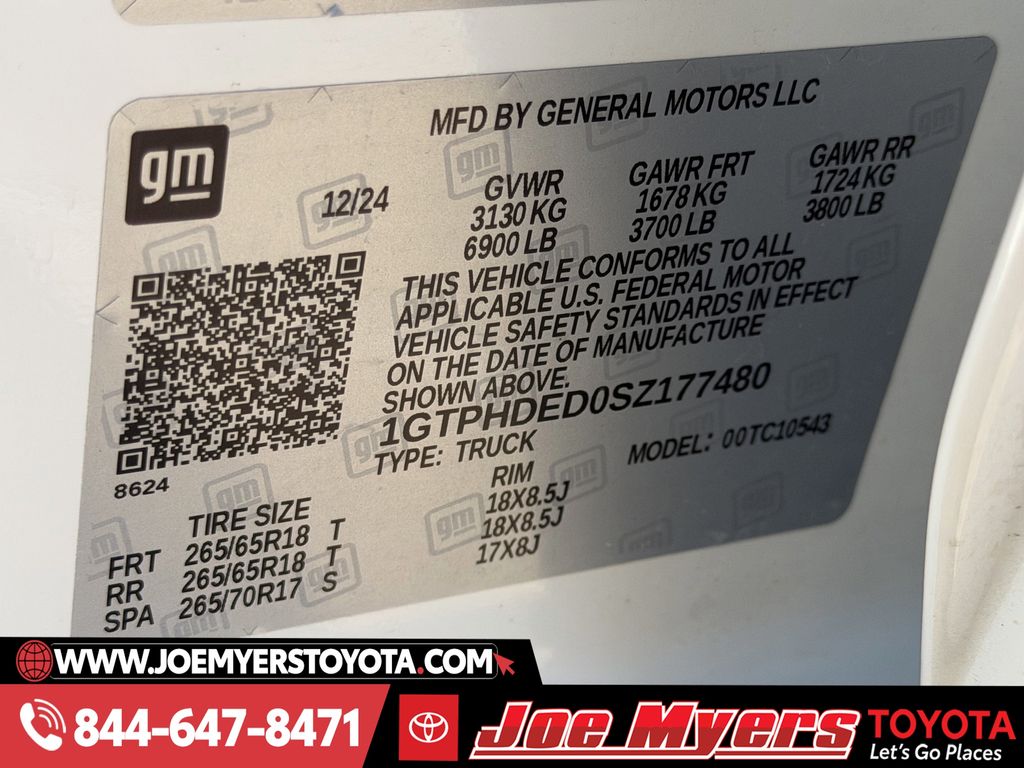 MFD BY GENERAL MOTORS LLC
gm
12/24
GVWR GAWR FRT GAWR RR
3130 KG 1678 KG 1724 KG
6900 LB 3700 LB 3800 LB
THIS VEHICLE CONFORMS TO ALL
APPLICABLE U.S. FEDERAL MOTOR
VEHICLE SAFETY STANDARDS IN EFFECT
ON THE DATE OF MANUFACTURE
SHOWN ABOVE.
1GTPHDED0SZ177480
TYPE: TRUCK MODEL: 00TC10543
8624
TIRE SIZE RIM
FRT 265/65R18 T 18X8.5J
RR 265/65R18 T 18X8.5J
SPA 265/70R17 S 17X8J
WWW.JOEMYERSTOYOTA.COM
844-647-8471
Joe Myers TOYOTA
Let's Go Places